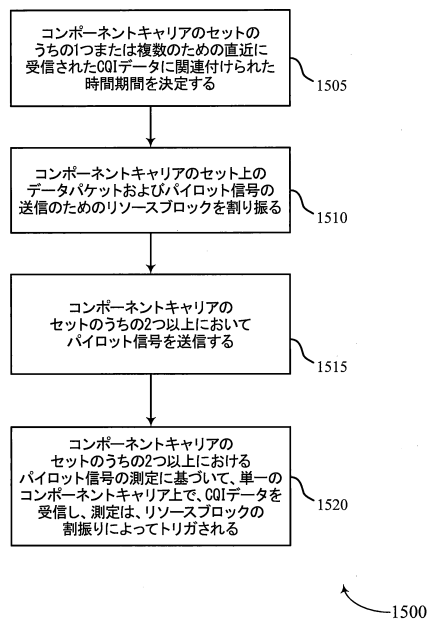 コンポーネントキャリアのセットの
うちの1つまたは複数のための直近に
受信されたCQIデータに関連付けられた
時間期間を決定する
1505
コンポーネントキャリアのセット上の
データパケットおよびパイロット信号の
送信のためのリソースブロックを割り振る
1510
コンポーネントキャリアの
セットのうちの2つ以上において
パイロット信号を送信する
1515
コンポーネントキャリアの
セットのうちの2つ以上における
パイロット信号の測定に基づいて、単一の
コンポーネントキャリア上で、CQIデータを
受信し、測定は、リソースブロックの
割振りによってトリガされる
1520
1500